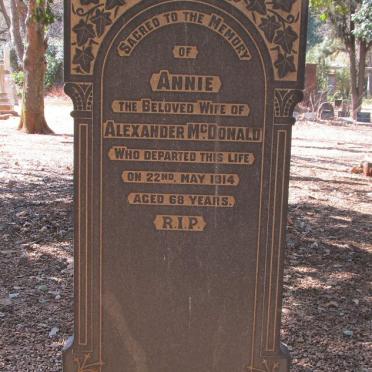 SACRED TO THE MEMORY
OF
ANNIE
THE BELOVED WIFE OF
ALEXANDER McDONALD
WHO DEPARTED THIS LIFE
ON 22ND. MAY 1914
AGED 68 YEARS.
R.I.P.